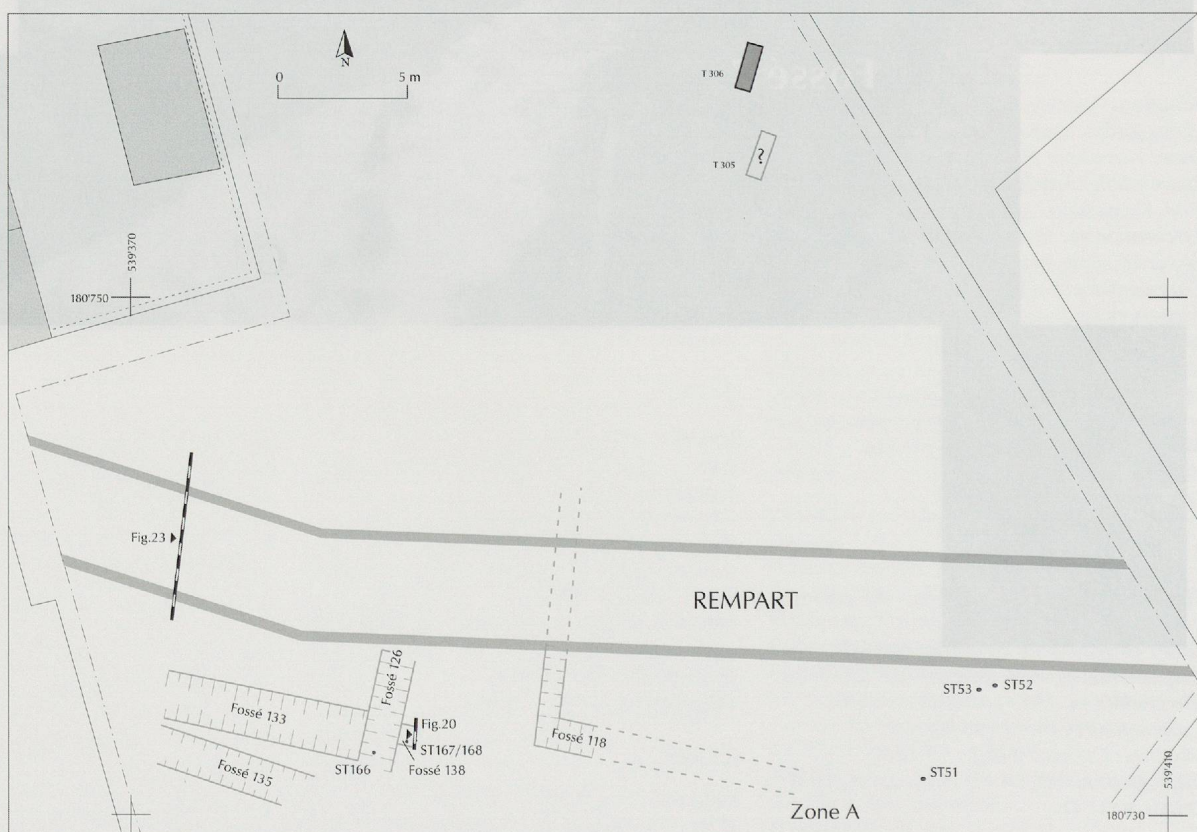 N
0 5 m
T 306
T 305
?
539'370
180'750
Fig.23
REMPART
Fossé 126
Fossé 133
Fossé 135
Fig.20
ST167/168
Fossé 138
ST166
Fossé 118
ST53
ST52
ST51
Zone A
539'410
180'730